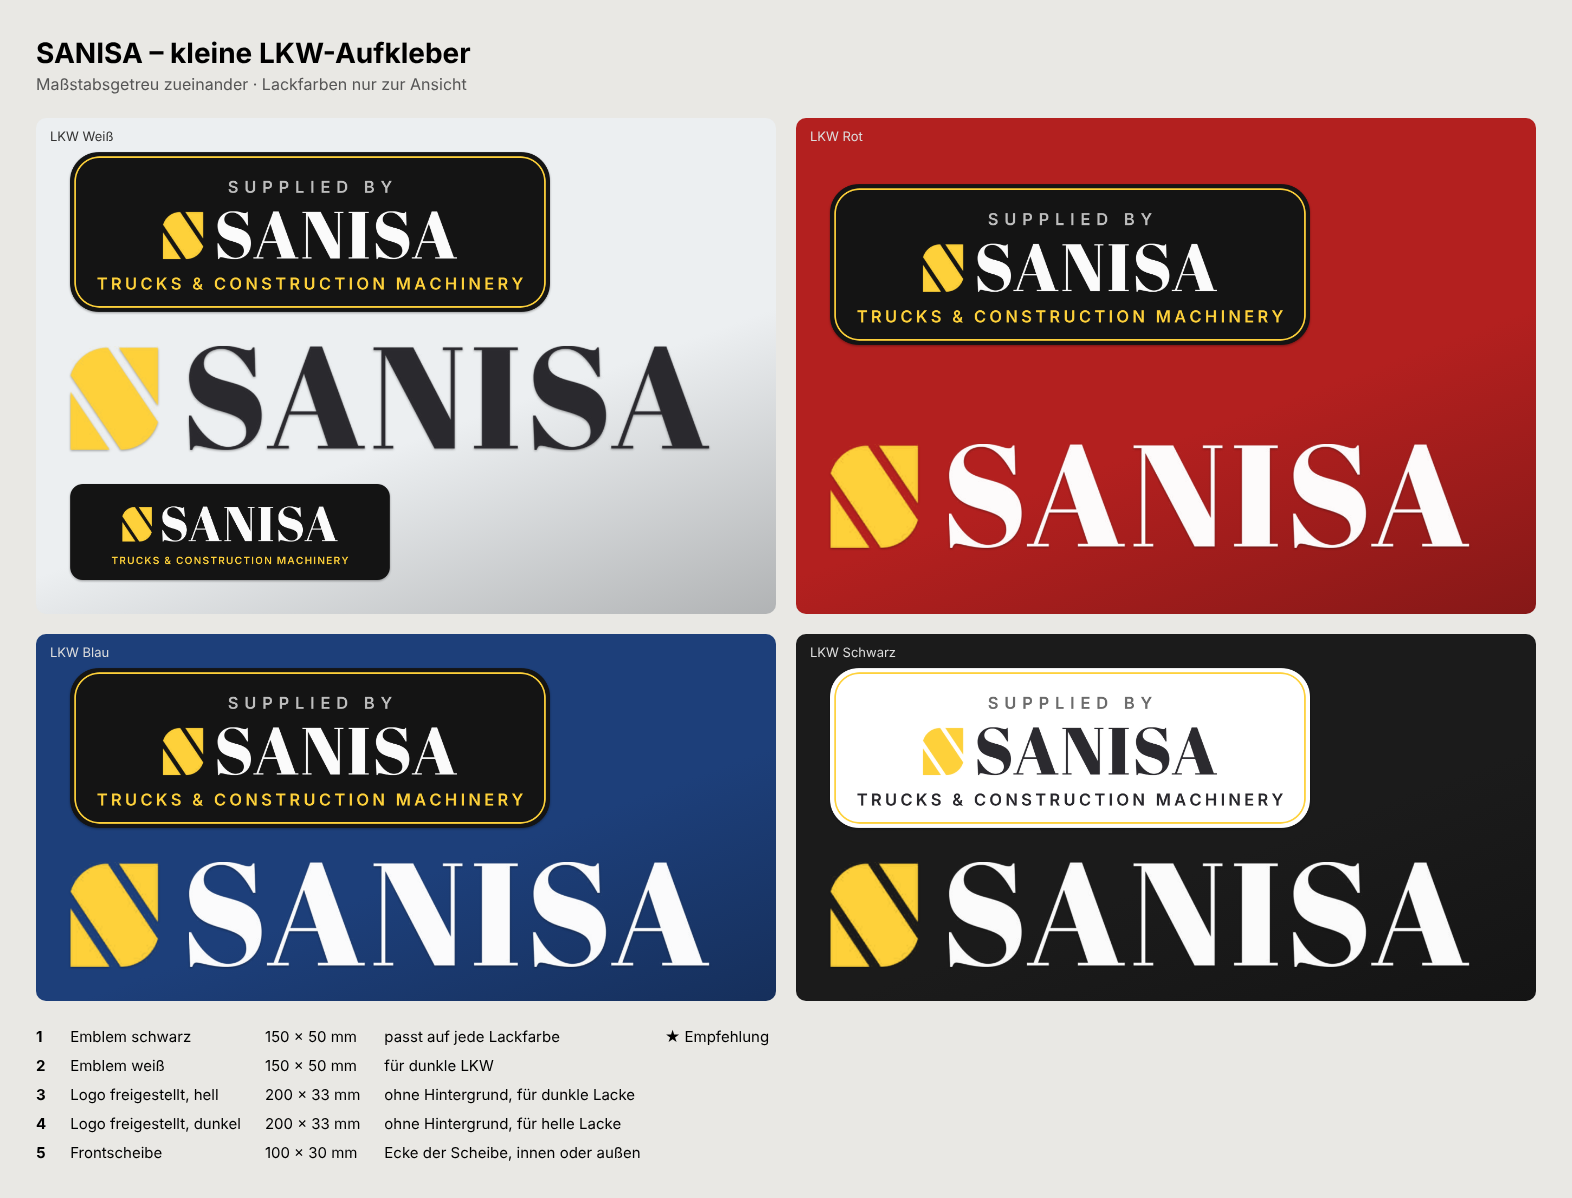 SANISA – kleine LKW-Aufkleber
Maßstabsgetreu zueinander · Lackfarben nur zur Ansicht
LKW Weiß
SUPPLIED BY
SANISA
TRUCKS & CONSTRUCTION MACHINERY
SANISA
SANISA
TRUCKS & CONSTRUCTION MACHINERY
LKW Rot
SUPPLIED BY
SANISA
TRUCKS & CONSTRUCTION MACHINERY
SANISA
LKW Blau
SUPPLIED BY
SANISA
TRUCKS & CONSTRUCTION MACHINERY
SANISA
LKW Schwarz
SUPPLIED BY
SANISA
TRUCKS & CONSTRUCTION MACHINERY
SANISA
1 Emblem schwarz 150 × 50 mm passt auf jede Lackfarbe ★ Empfehlung
2 Emblem weiß 150 × 50 mm für dunkle LKW
3 Logo freigestellt, hell 200 × 33 mm ohne Hintergrund, für dunkle Lacke
4 Logo freigestellt, dunkel 200 × 33 mm ohne Hintergrund, für helle Lacke
5 Frontscheibe 100 × 30 mm Ecke der Scheibe, innen oder außen